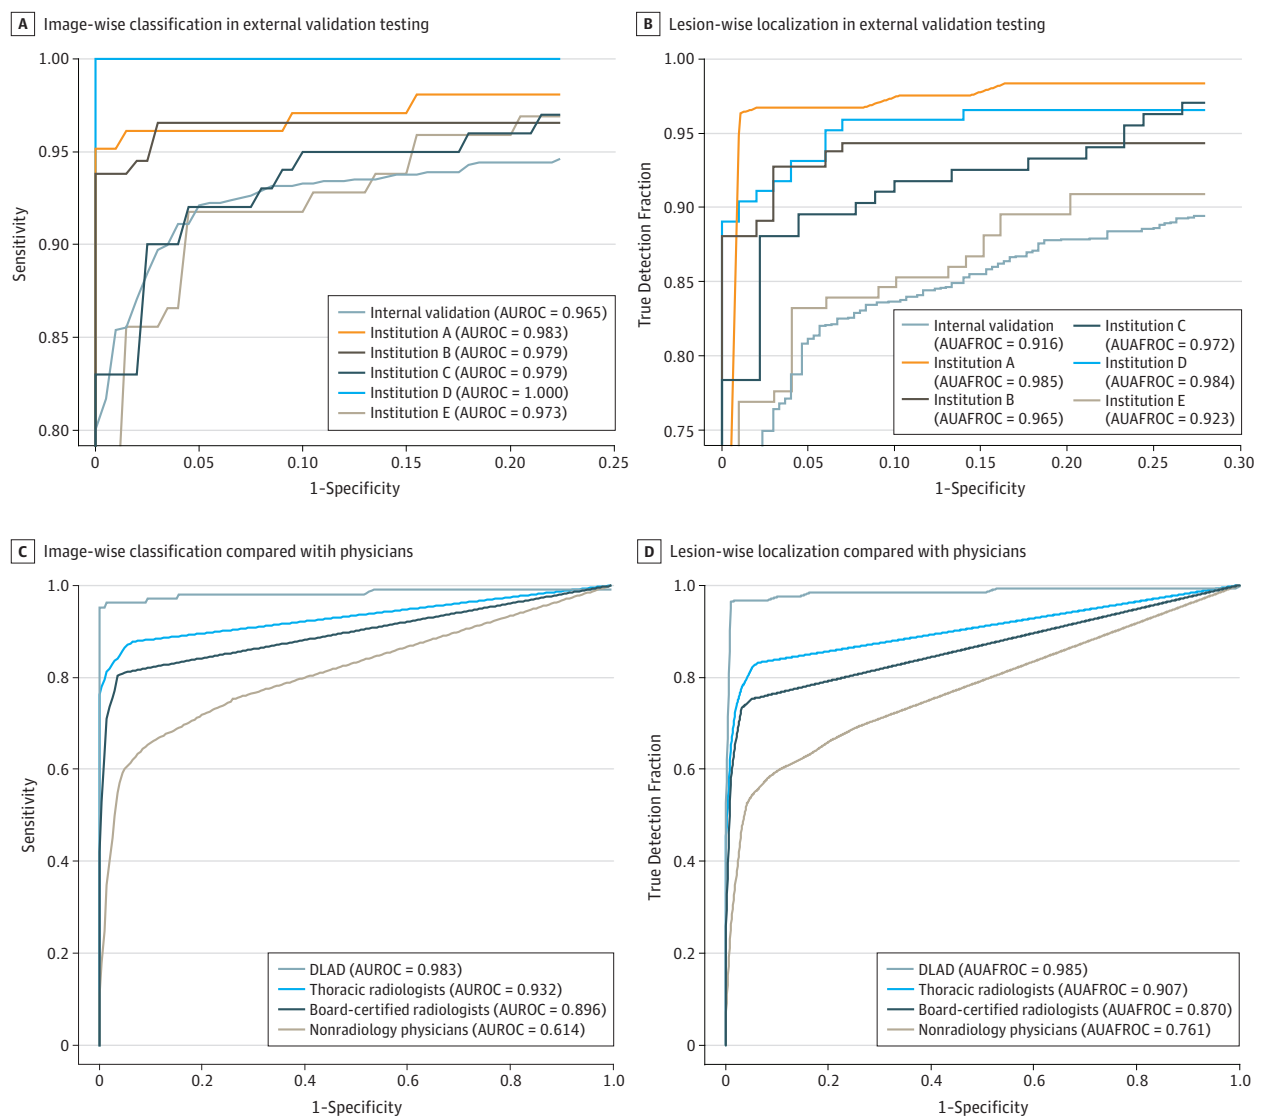 A Image-wise classification in external validation testing
1.00
0.95
0.90
0.85
0.80
Sensitivity
0 0.05 0.10 0.15 0.20 0.25
1-Specificity
Internal validation (AUROC = 0.965)
Institution A (AUROC = 0.983)
Institution B (AUROC = 0.979)
Institution C (AUROC = 0.979)
Institution D (AUROC = 1.000)
Institution E (AUROC = 0.973)
B Lesion-wise localization in external validation testing
1.00
0.95
0.90
0.85
0.80
0.75
True Detection Fraction
0 0.05 0.10 0.15 0.20 0.25 0.30
1-Specificity
Internal validation
(AUAFROC = 0.916)
Institution A
(AUAFROC = 0.985)
Institution B
(AUAFROC = 0.965)
Institution C
(AUAFROC = 0.972)
Institution D
(AUAFROC = 0.984)
Institution E
(AUAFROC = 0.923)
C Image-wise classification compared with physicians
1.0
0.8
0.6
0.4
0.2
0
Sensitivity
0 0.2 0.4 0.6 0.8 1.0
1-Specificity
DLAD (AUROC = 0.983)
Thoracic radiologists (AUROC = 0.932)
Board-certified radiologists (AUROC = 0.896)
Nonradiology physicians (AUROC = 0.614)
D Lesion-wise localization compared with physicians
1.0
0.8
0.6
0.4
0.2
0
True Detection Fraction
0 0.2 0.4 0.6 0.8 1.0
1-Specificity
DLAD (AUAFROC = 0.985)
Thoracic radiologists (AUAFROC = 0.907)
Board-certified radiologists (AUAFROC = 0.870)
Nonradiology physicians (AUAFROC = 0.761)